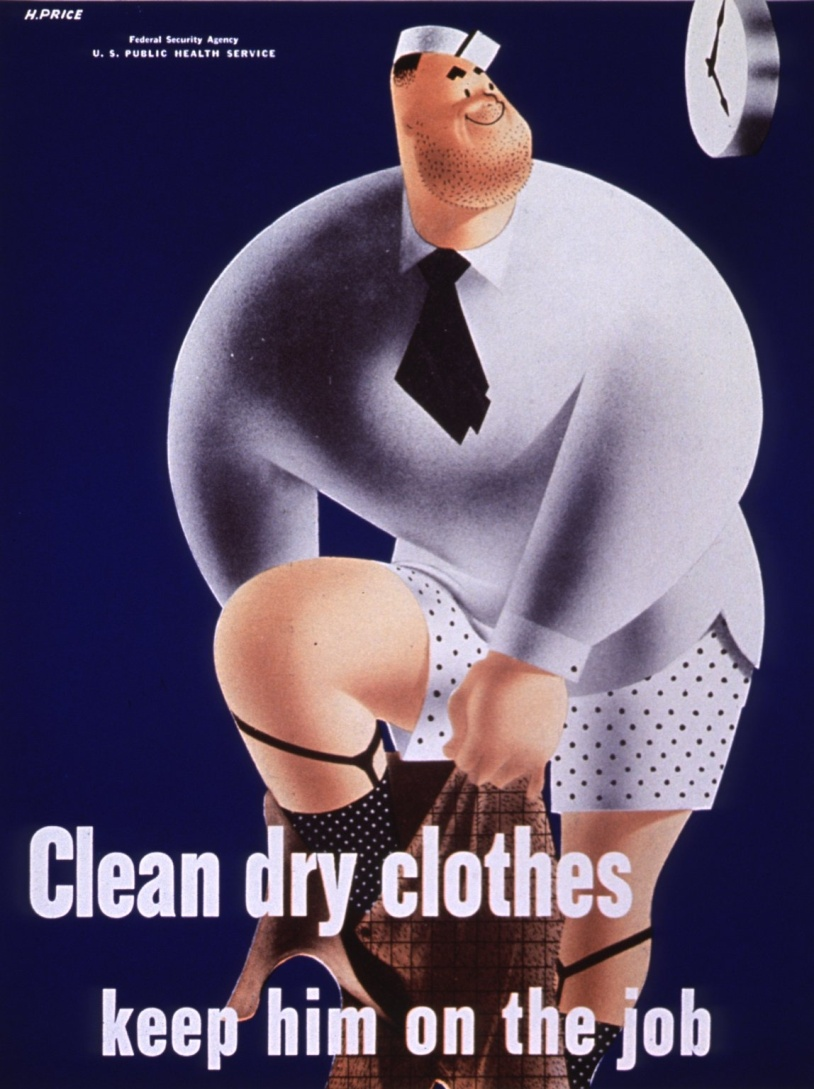 H. PRICE
Federal Security Agency
U. S. PUBLIC HEALTH SERVICE
Clean dry clothes
keep him on the job